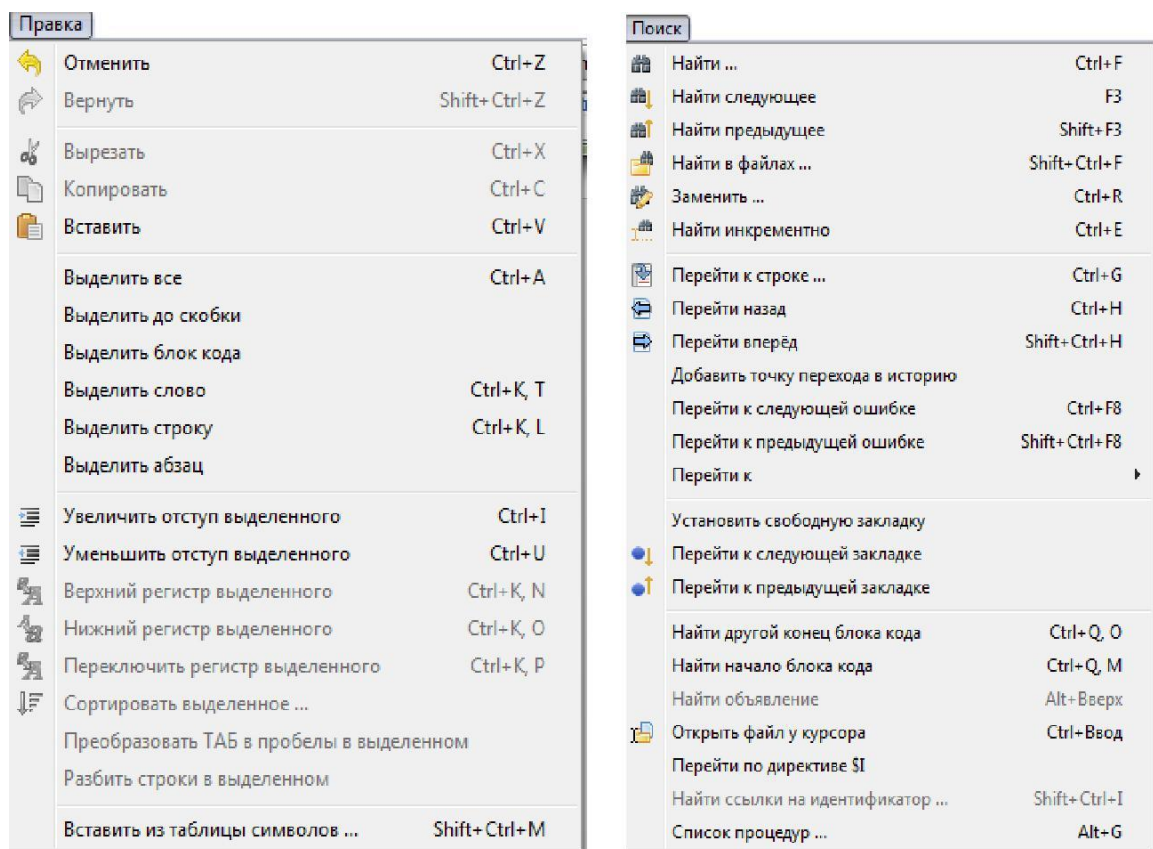 Правка
Отменить Ctrl+Z
Вернуть Shift+Ctrl+Z
Вырезать Ctrl+X
Копировать Ctrl+C
Вставить Ctrl+V
Выделить все Ctrl+A
Выделить до скобки
Выделить блок кода
Выделить слово Ctrl+K, T
Выделить строку Ctrl+K, L
Выделить абзац
Увеличить отступ выделенного Ctrl+I
Уменьшить отступ выделенного Ctrl+U
Верхний регистр выделенного Ctrl+K, N
Нижний регистр выделенного Ctrl+K, O
Переключить регистр выделенного Ctrl+K, P
Сортировать выделенное ...
Преобразовать ТАБ в пробелы в выделенном
Разбить строки в выделенном
Вставить из таблицы символов ... Shift+Ctrl+M
Поиск
Найти ... Ctrl+F
Найти следующее F3
Найти предыдущее Shift+F3
Найти в файлах ... Shift+Ctrl+F
Заменить ... Ctrl+R
Найти инкрементно Ctrl+E
Перейти к строке ... Ctrl+G
Перейти назад Ctrl+H
Перейти вперёд Shift+Ctrl+H
Добавить точку перехода в историю
Перейти к следующей ошибке Ctrl+F8
Перейти к предыдущей ошибке Shift+Ctrl+F8
Перейти к
Установить свободную закладку
Перейти к следующей закладке
Перейти к предыдущей закладке
Найти другой конец блока кода Ctrl+Q, O
Найти начало блока кода Ctrl+Q, M
Найти объявление Alt+Вверх
Открыть файл у курсора Ctrl+Ввод
Перейти по директиве $I
Найти ссылки на идентификатор ... Shift+Ctrl+I
Список процедур ... Alt+G